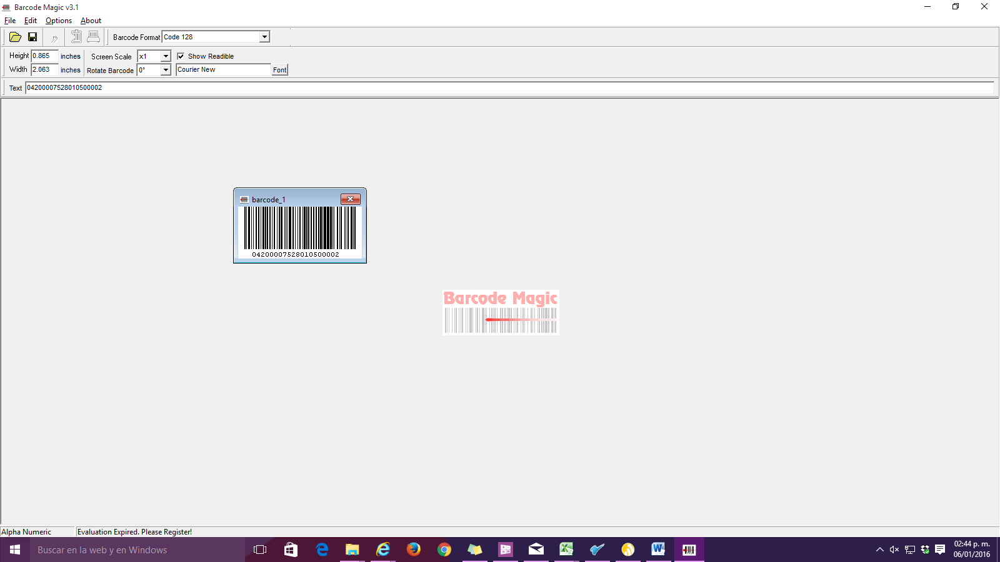 Barcode Magic v3.1
File Edit Options About
Barcode Format Code 128
Height 0.865 inches Screen Scale x1 Show Readible
Width 2.063 inches Rotate Barcode 0° Courier New Font
Text 04200007528010500002
barcode_1
04200007528010500002
Barcode Magic
Alpha Numeric Evaluation Expired. Please Register!
Buscar en la web y en Windows
02:44 p. m.
06/01/2016